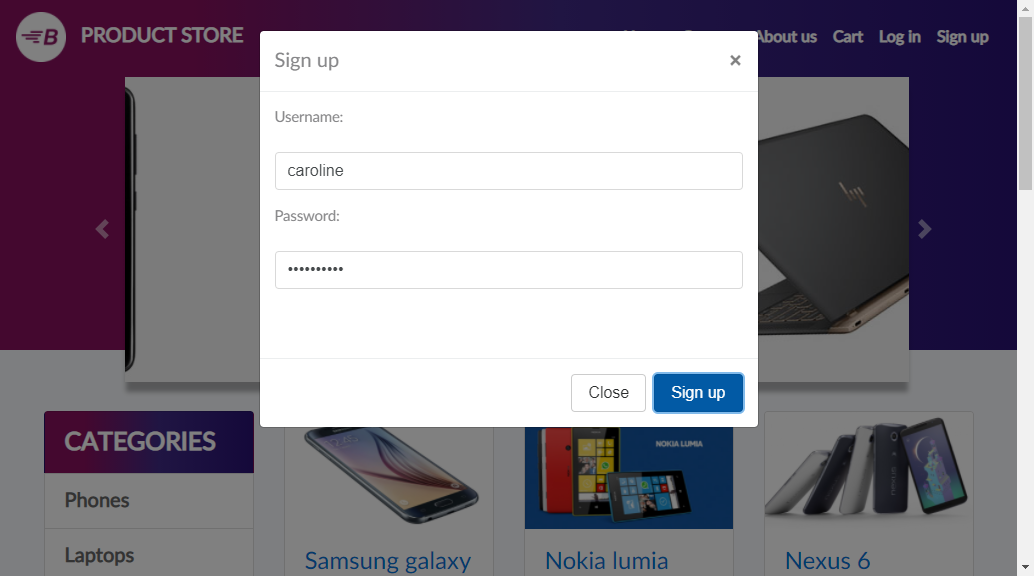 B PRODUCT STORE
About us Cart Log in Sign up
Sign up
×
Username:
caroline
Password:
••••••••••
Close Sign up
CATEGORIES
Phones
Laptops
NOKIA LUMIA
hp
Samsung galaxy
Nokia lumia
Nexus 6